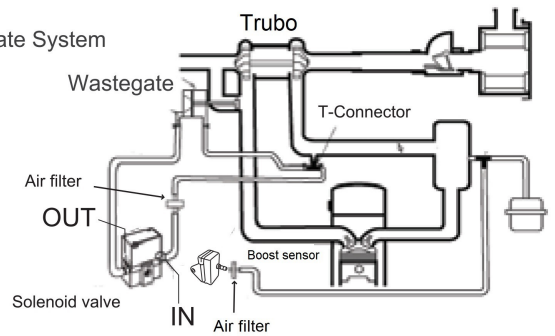 Trubo
ate System
Wastegate
T-Connector
Air filter
OUT
Boost sensor
Solenoid valve
IN
Air filter